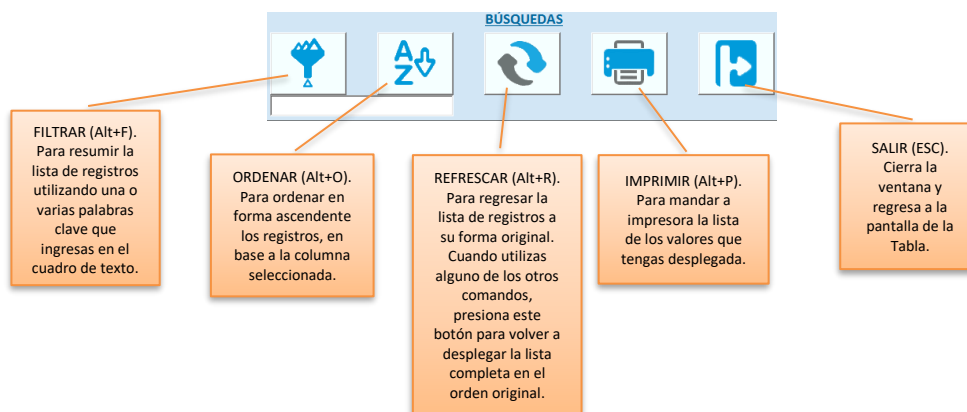 BÚSQUEDAS
A
Z
FILTRAR (Alt+F).
Para resumir la
lista de registros
utilizando una o
varias palabras
clave que
ingresas en el
cuadro de texto.
ORDENAR (Alt+O).
Para ordenar en
forma ascendente
los registros, en
base a la columna
seleccionada.
REFRESCAR (Alt+R).
Para regresar la
lista de registros a
su forma original.
Cuando utilizas
alguno de los otros
comandos,
presiona este
botón para volver a
desplegar la lista
completa en el
orden original.
IMPRIMIR (Alt+P).
Para mandar a
impresora la lista
de los valores que
tengas desplegada.
SALIR (ESC).
Cierra la
ventana y
regresa a la
pantalla de la
Tabla.